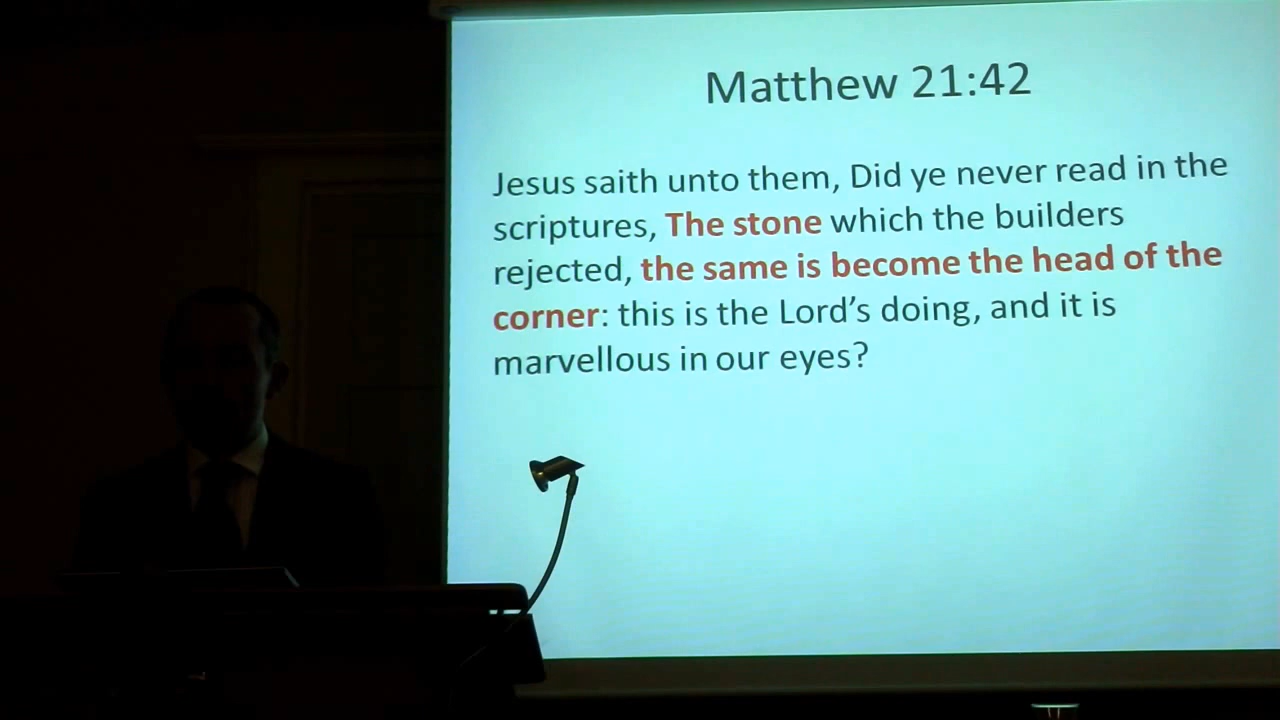 Matthew 21:42
Jesus saith unto them, Did ye never read in the
scriptures, The stone which the builders
rejected, the same is become the head of the
corner: this is the Lord’s doing, and it is
marvellous in our eyes?